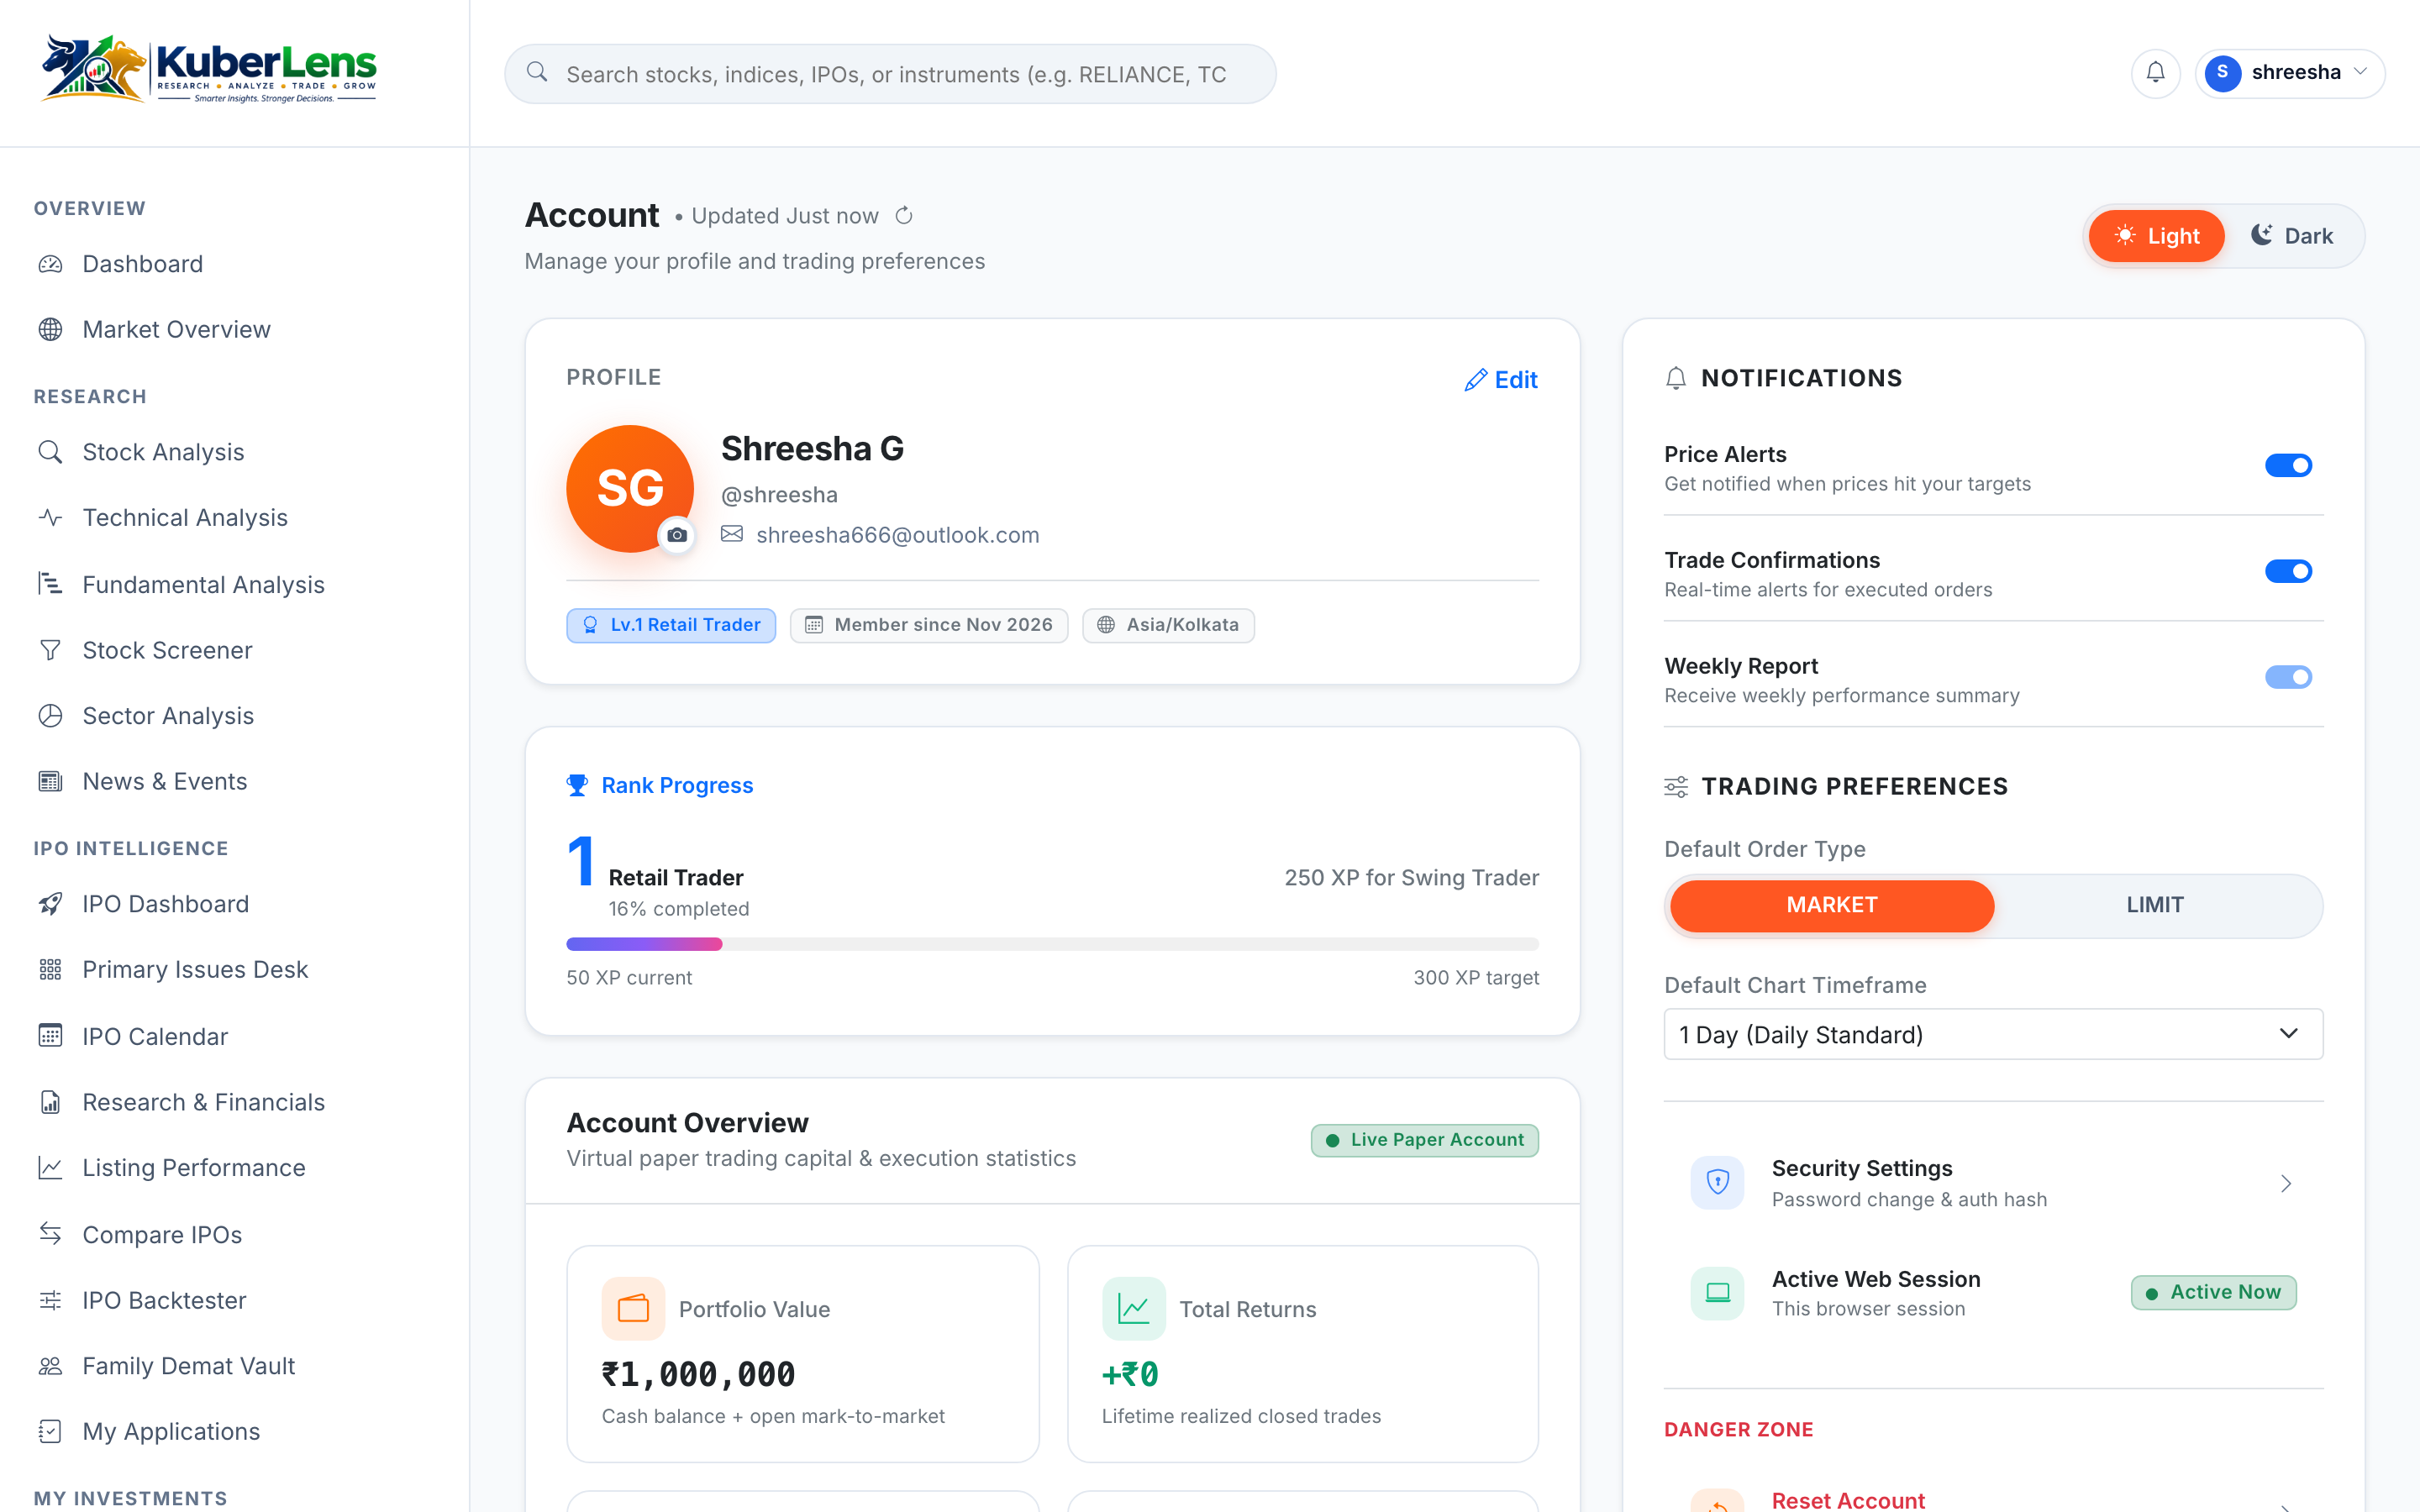 KuberLens
RESEARCH • ANALYZE • TRADE • GROW
Smarter Insights. Stronger Decisions.
Search stocks, indices, IPOs, or instruments (e.g. RELIANCE, TC
S
shreesha
OVERVIEW
Dashboard
Market Overview
RESEARCH
Stock Analysis
Technical Analysis
Fundamental Analysis
Stock Screener
Sector Analysis
News & Events
IPO INTELLIGENCE
IPO Dashboard
Primary Issues Desk
IPO Calendar
Research & Financials
Listing Performance
Compare IPOs
IPO Backtester
Family Demat Vault
My Applications
MY INVESTMENTS
Account • Updated Just now
Manage your profile and trading preferences
Light
Dark
PROFILE
Edit
SG
Shreesha G
@shreesha
shreesha666@outlook.com
Lv.1 Retail Trader
Member since Nov 2026
Asia/Kolkata
Rank Progress
1 Retail Trader
250 XP for Swing Trader
16% completed
50 XP current
300 XP target
Account Overview
Virtual paper trading capital & execution statistics
Live Paper Account
Portfolio Value
₹1,000,000
Cash balance + open mark-to-market
Total Returns
+₹0
Lifetime realized closed trades
NOTIFICATIONS
Price Alerts
Get notified when prices hit your targets
Trade Confirmations
Real-time alerts for executed orders
Weekly Report
Receive weekly performance summary
TRADING PREFERENCES
Default Order Type
MARKET
LIMIT
Default Chart Timeframe
1 Day (Daily Standard)
Security Settings
Password change & auth hash
Active Web Session
This browser session
Active Now
DANGER ZONE
Reset Account